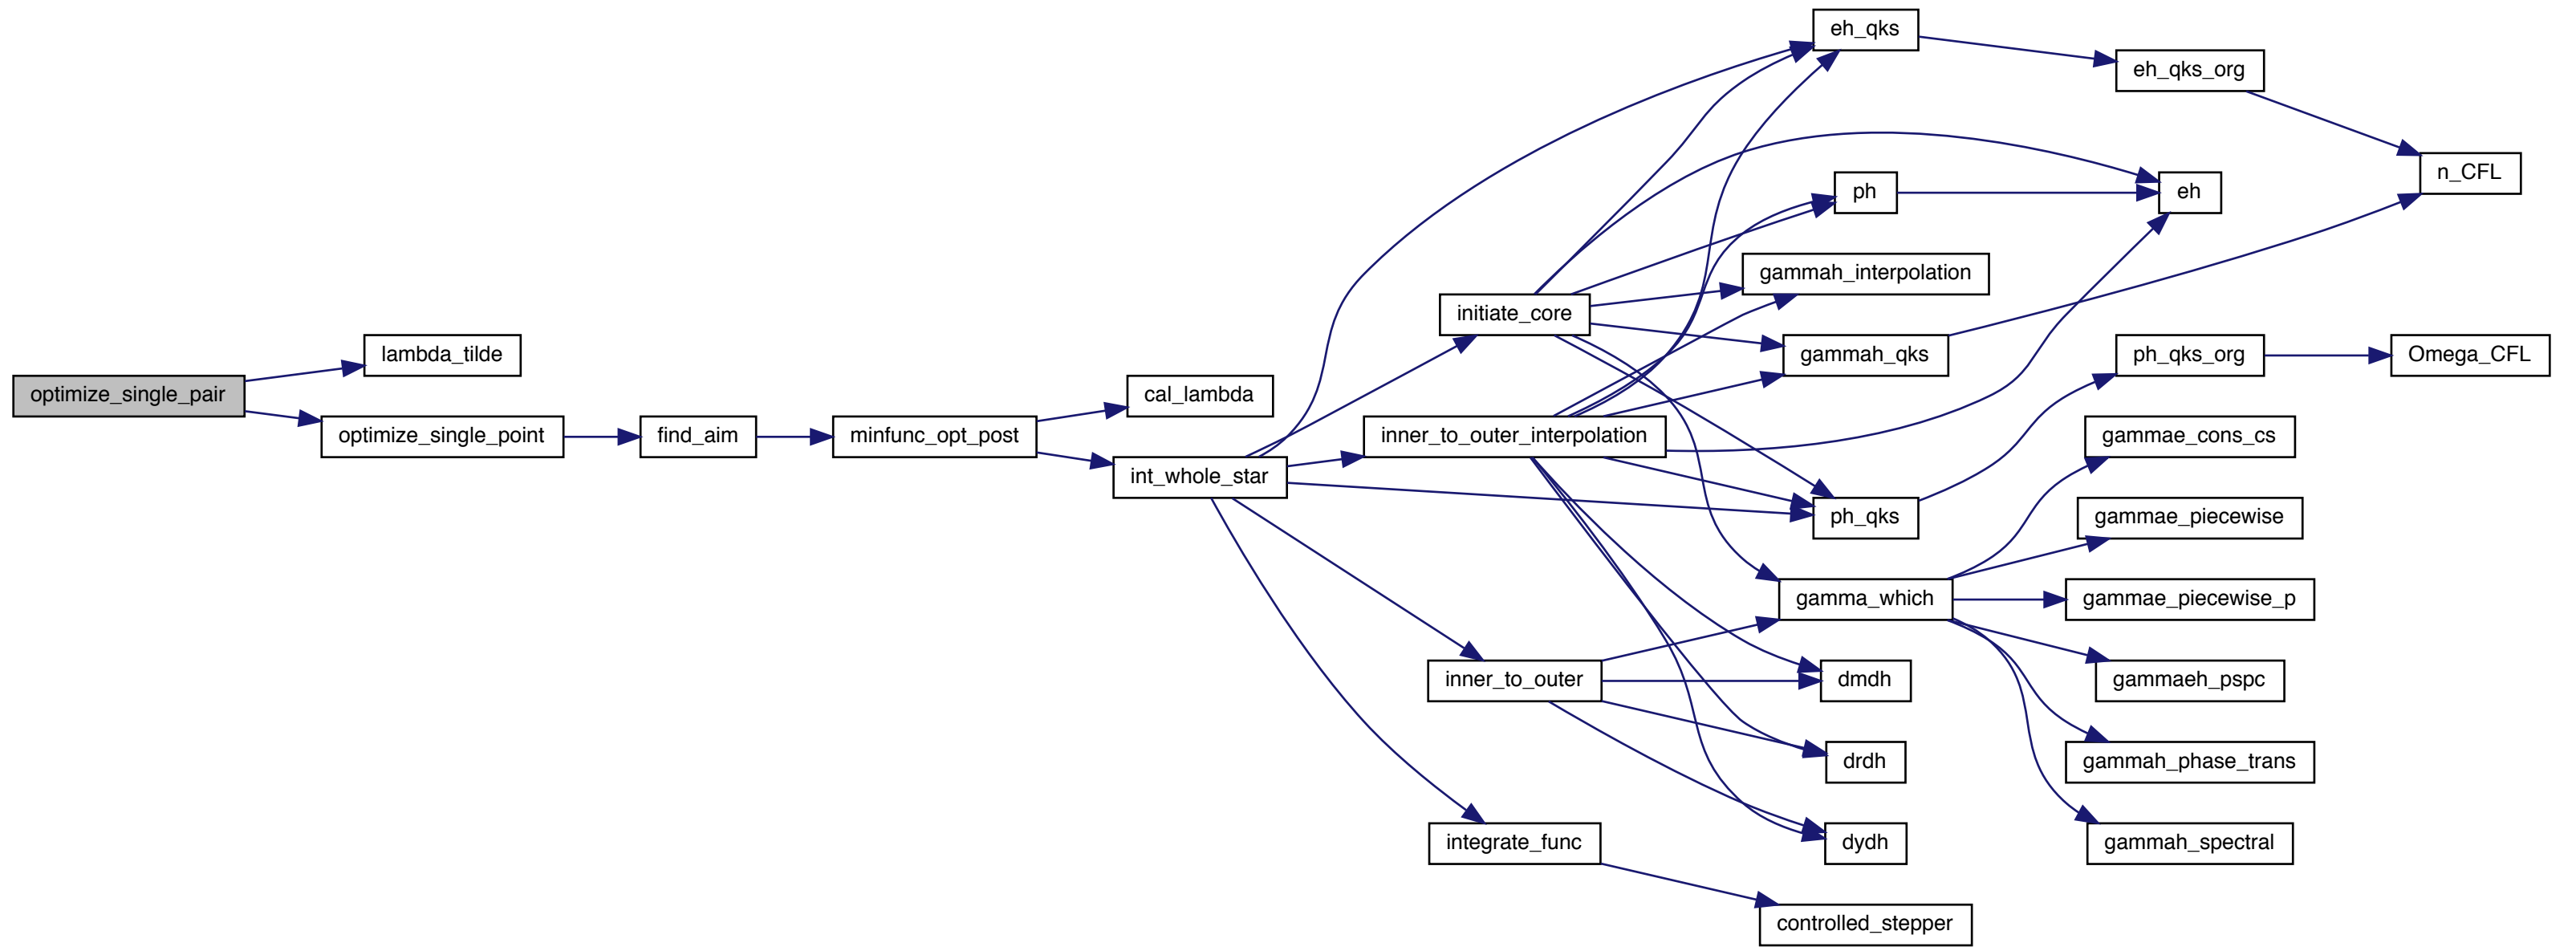 optimize_single_pair
lambda_tilde
optimize_single_point
find_aim
minfunc_opt_post
cal_lambda
int_whole_star
initiate_core
inner_to_outer_interpolation
inner_to_outer
integrate_func
eh_qks
ph
gammah_interpolation
gammah_qks
ph_qks
gamma_which
dmdh
drdh
dydh
controlled_stepper
eh_qks_org
eh
ph_qks_org
gammae_cons_cs
gammae_piecewise
gammae_piecewise_p
gammaeh_pspc
gammah_phase_trans
gammah_spectral
n_CFL
Omega_CFL